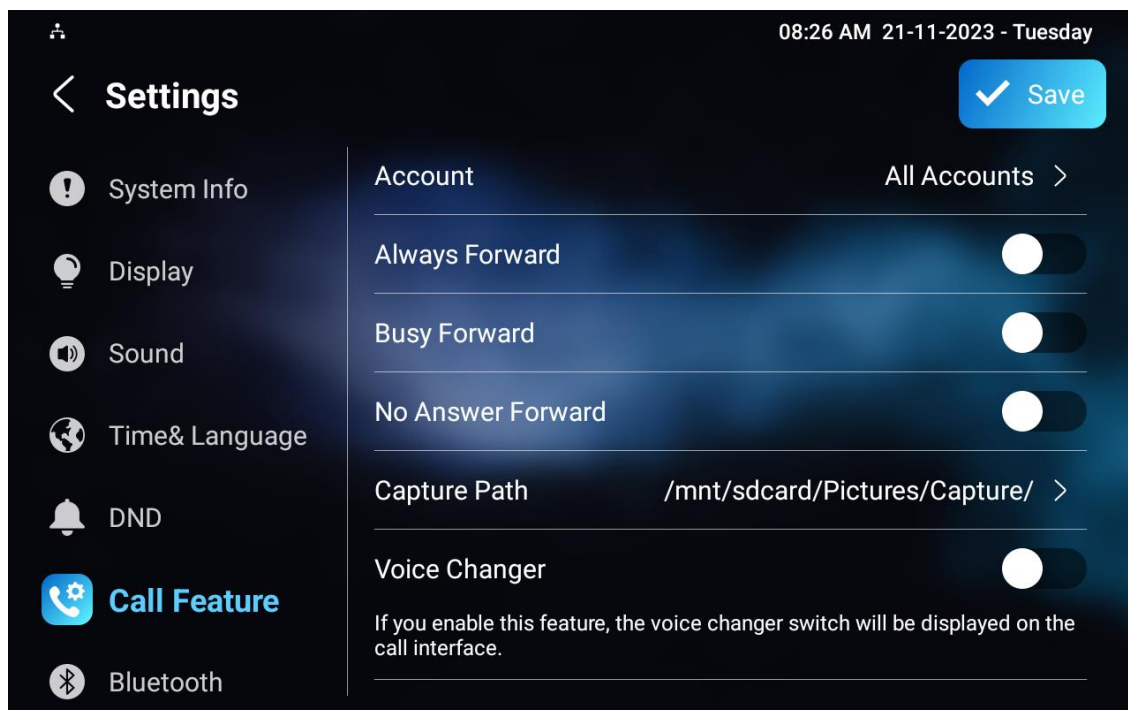 08:26 AM 21-11-2023 - Tuesday
Settings
Save
System Info
Display
Sound
Time& Language
DND
Call Feature
Bluetooth
Account All Accounts
Always Forward
Busy Forward
No Answer Forward
Capture Path /mnt/sdcard/Pictures/Capture/
Voice Changer
If you enable this feature, the voice changer switch will be displayed on the
call interface.